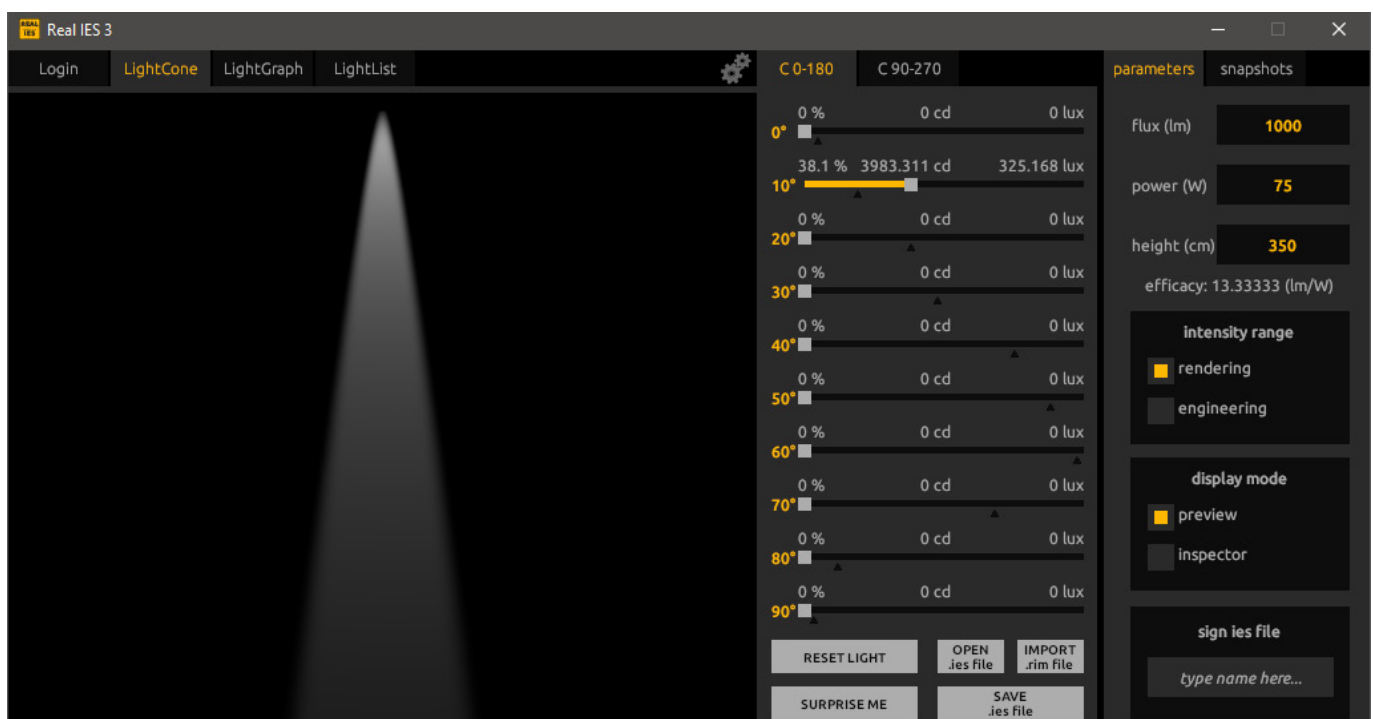 REAL IES Real IES 3
Login LightCone LightGraph LightList
C 0-180 C 90-270
parameters snapshots
0 % 0 cd 0 lux
0°
38.1 % 3983.311 cd 325.168 lux
10°
0 % 0 cd 0 lux
20°
0 % 0 cd 0 lux
30°
0 % 0 cd 0 lux
40°
0 % 0 cd 0 lux
50°
0 % 0 cd 0 lux
60°
0 % 0 cd 0 lux
70°
0 % 0 cd 0 lux
80°
0 % 0 cd 0 lux
90°
RESET LIGHT
OPEN
.ies file
IMPORT
.rim file
SURPRISE ME
SAVE
.ies file
flux (lm) 1000
power (W) 75
height (cm) 350
efficacy: 13.33333 (lm/W)
intensity range
rendering
engineering
display mode
preview
inspector
sign ies file
type name here...